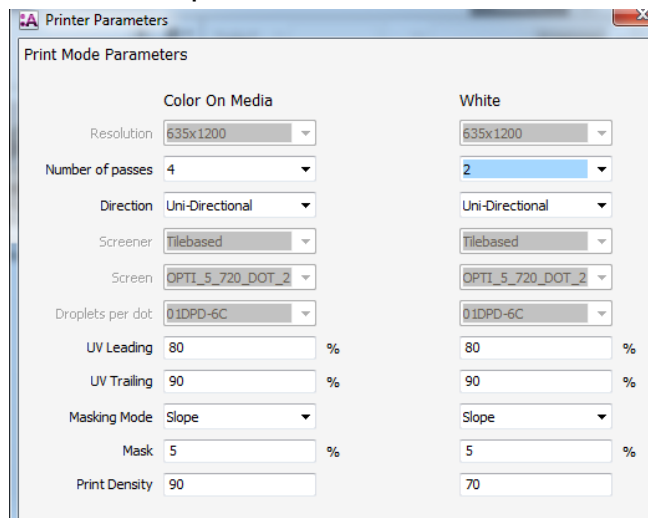 Printer Parameters
Print Mode Parameters
Color On Media White
Resolution 635x1200 635x1200
Number of passes 4 2
Direction Uni-Directional Uni-Directional
Screener Tilebased Tilebased
Screen OPTI_5_720_DOT_2 OPTI_5_720_DOT_2
Droplets per dot 01DPD-6C 01DPD-6C
UV Leading 80 % 80 %
UV Trailing 90 % 90 %
Masking Mode Slope Slope
Mask 5 % 5 %
Print Density 90 70